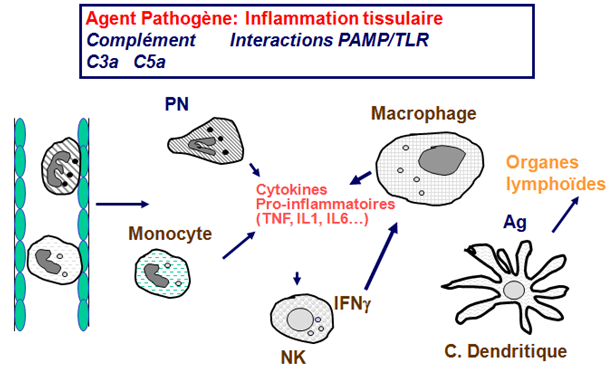 Agent Pathogène: Inflammation tissulaire
Complément Interactions PAMP/TLR
C3a C5a
PN
Macrophage
Organes
lymphoïdes
Cytokines
Pro-inflammatoires
(TNF, IL1, IL6…)
Monocyte
Ag
IFNγ
NK
C. Dendritique